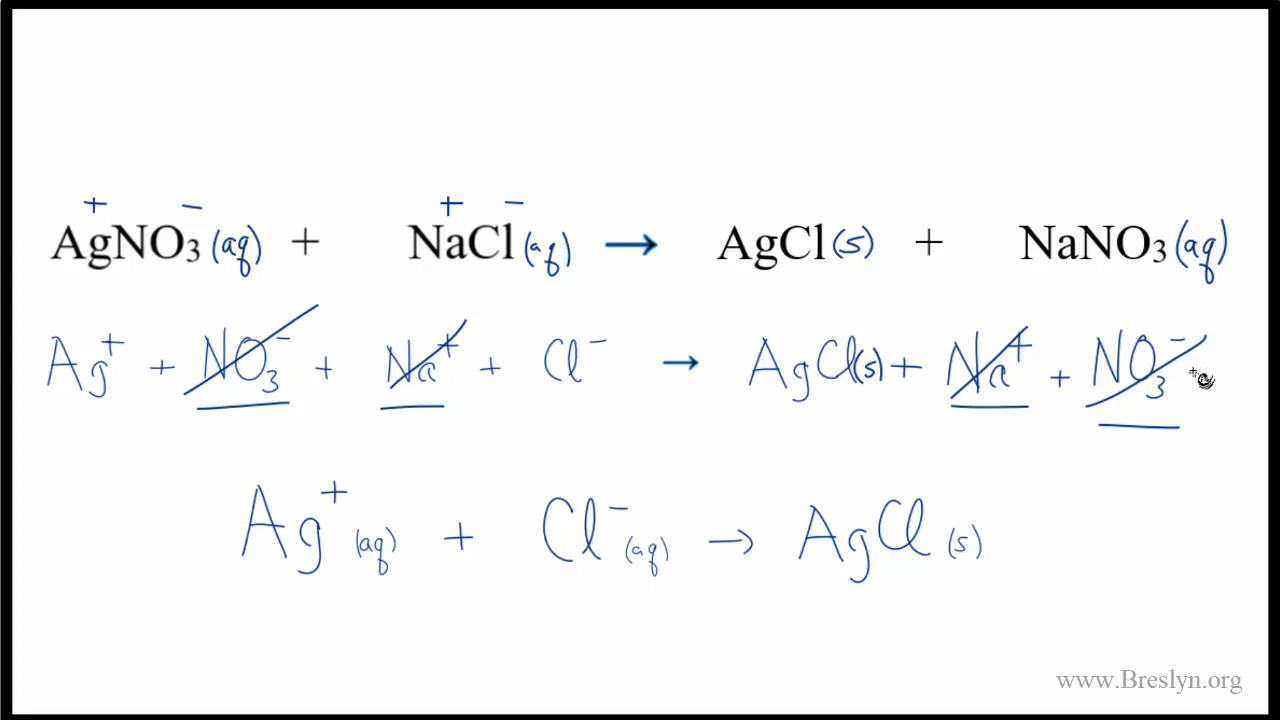 + − + −
AgNO₃(aq) + NaCl(aq) → AgCl(s) + NaNO₃(aq)
Ag⁺ + NO₃⁻ + Na⁺ + Cl⁻ → AgCl(s) + Na⁺ + NO₃⁻
Ag⁺(aq) + Cl⁻(aq) → AgCl(s)
www.Breslyn.org